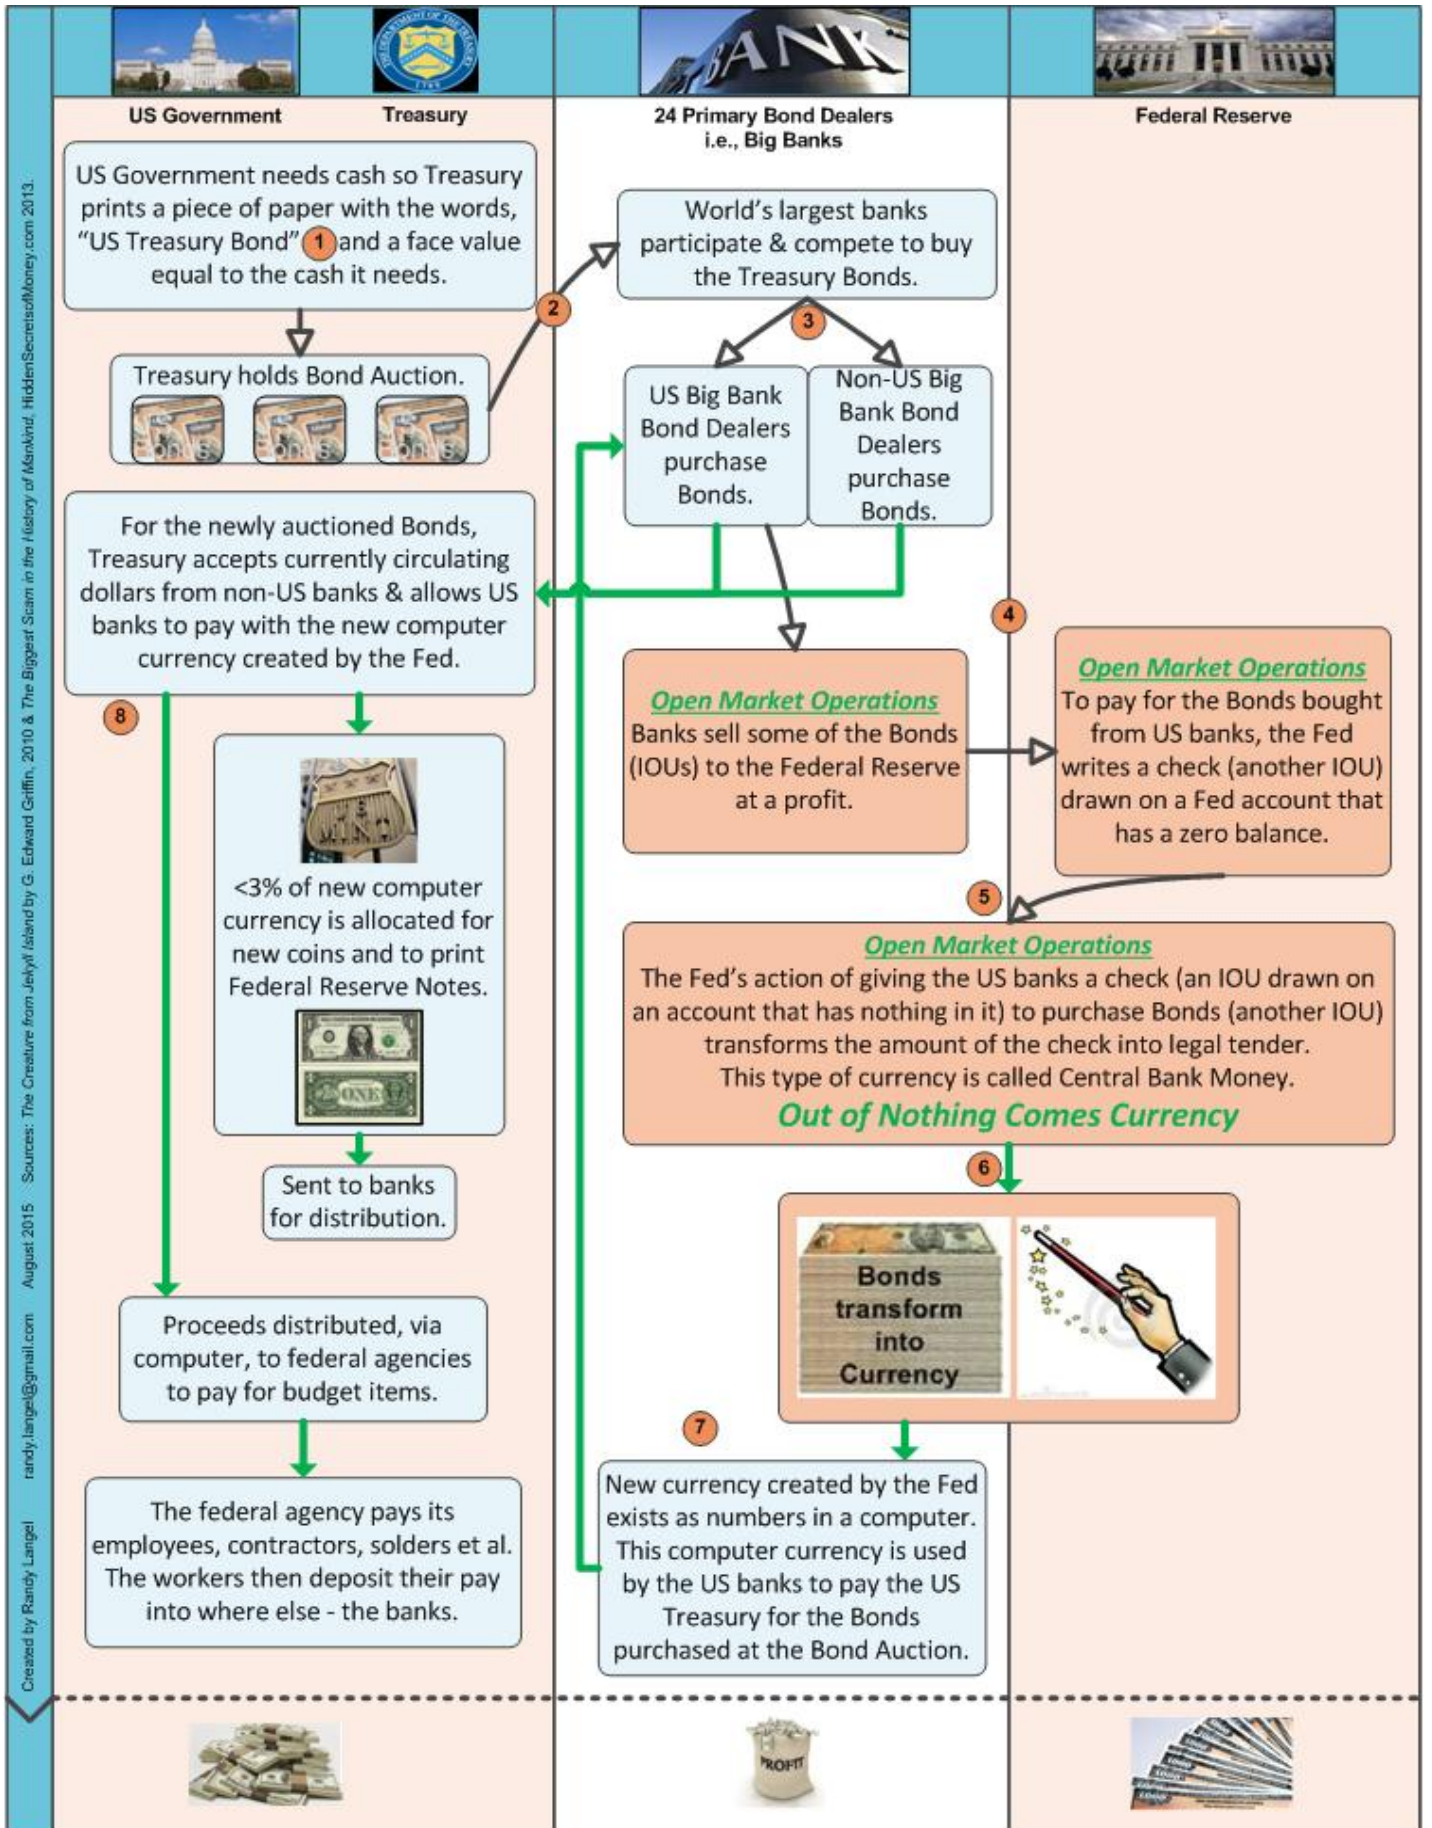 US Government
Treasury
24 Primary Bond Dealers
i.e., Big Banks
Federal Reserve
BANK
THE DEPARTMENT OF THE TREASURY
1789
US Government needs cash so Treasury
prints a piece of paper with the words,
“US Treasury Bond” 1 and a face value
equal to the cash it needs.
Treasury holds Bond Auction.
2
World’s largest banks
participate & compete to buy
the Treasury Bonds.
3
US Big Bank
Bond Dealers
purchase
Bonds.
Non-US Big
Bank Bond
Dealers
purchase
Bonds.
For the newly auctioned Bonds,
Treasury accepts currently circulating
dollars from non-US banks & allows US
banks to pay with the new computer
currency created by the Fed.
4
Open Market Operations
Banks sell some of the Bonds
(IOUs) to the Federal Reserve
at a profit.
Open Market Operations
To pay for the Bonds bought
from US banks, the Fed
writes a check (another IOU)
drawn on a Fed account that
has a zero balance.
5
Open Market Operations
The Fed’s action of giving the US banks a check (an IOU drawn on
an account that has nothing in it) to purchase Bonds (another IOU)
transforms the amount of the check into legal tender.
This type of currency is called Central Bank Money.
Out of Nothing Comes Currency
6
Bonds
transform
into
Currency
7
New currency created by the Fed
exists as numbers in a computer.
This computer currency is used
by the US banks to pay the US
Treasury for the Bonds
purchased at the Bond Auction.
8
MINT
<3% of new computer
currency is allocated for
new coins and to print
Federal Reserve Notes.
ONE
Sent to banks
for distribution.
Proceeds distributed, via
computer, to federal agencies
to pay for budget items.
The federal agency pays its
employees, contractors, solders et al.
The workers then deposit their pay
into where else - the banks.
PROFIT
Created by Randy Langel randy.langel@gmail.com August 2015 Sources: The Creature from Jekyll Island by G. Edward Griffin, 2010 & The Biggest Scam in the History of Mankind, HiddenSecretsofMoney.com 2013.